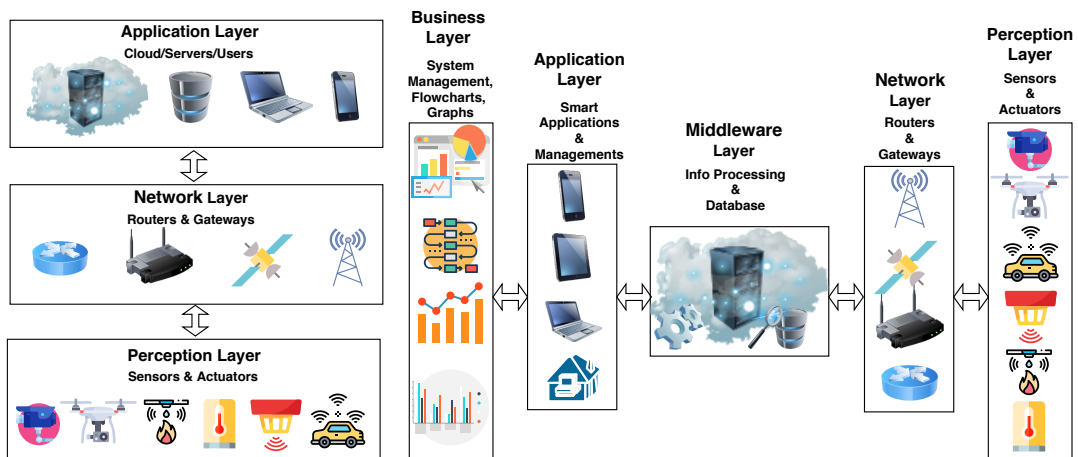 Application Layer
Cloud/Servers/Users
Network Layer
Routers & Gateways
Perception Layer
Sensors & Actuators
Business
Layer
System
Management,
Flowcharts,
Graphs
Application
Layer
Smart
Applications
&
Managements
Middleware
Layer
Info Processing
&
Database
Network
Layer
Routers
&
Gateways
Perception
Layer
Sensors
&
Actuators